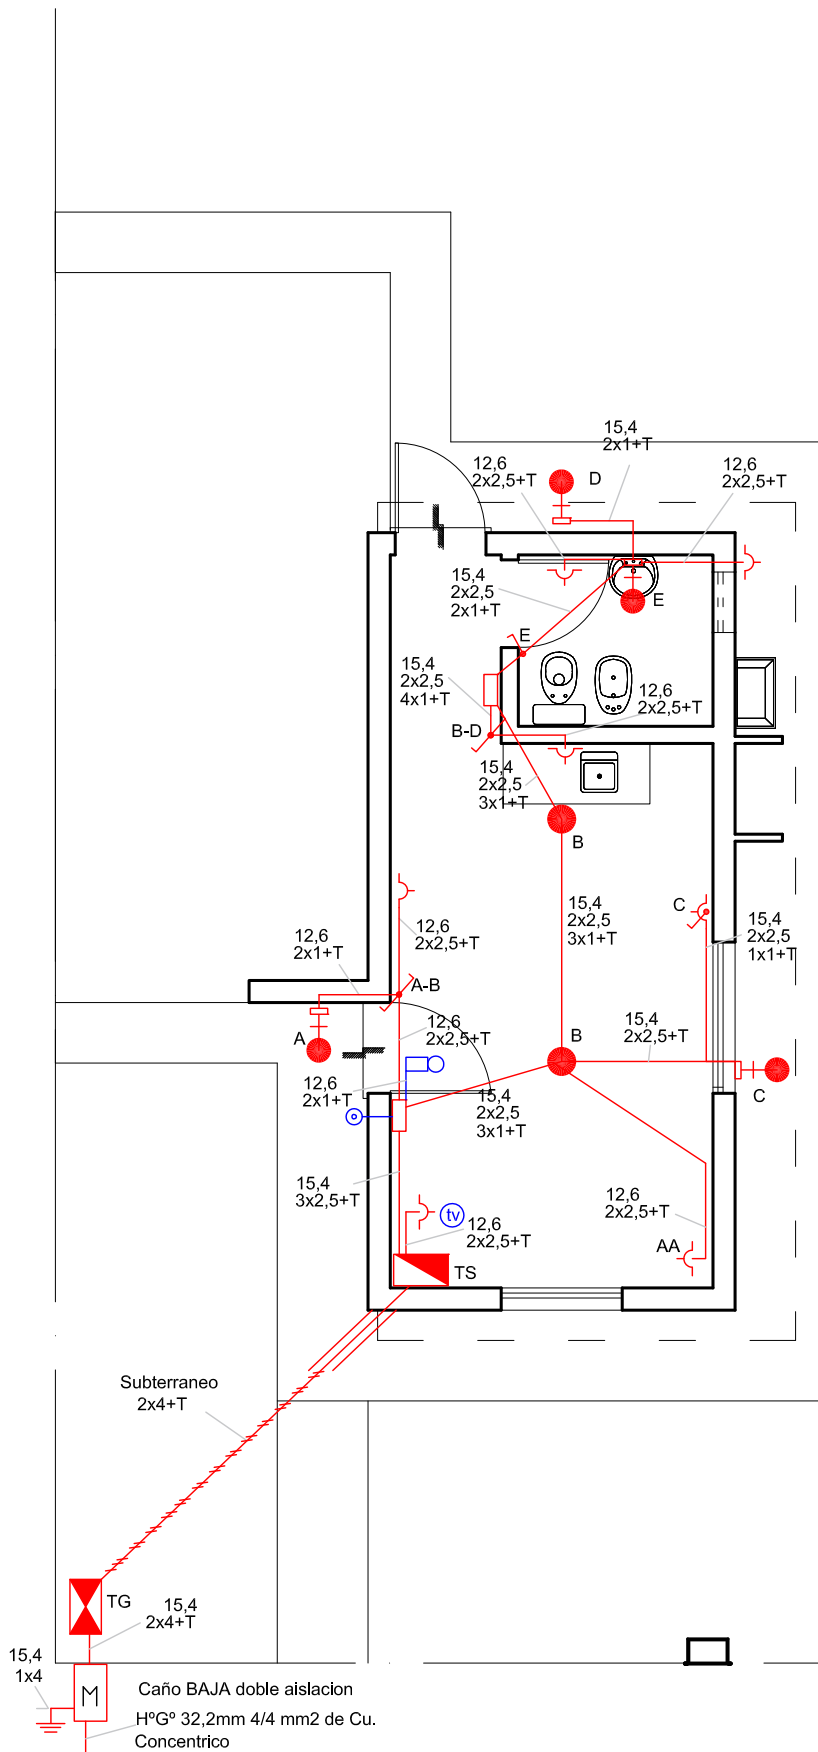 15,4
2x1+T
12,6
2x2,5+T
D
12,6
2x2,5+T
15,4
2x2,5
2x1+T
E
E
15,4
2x2,5
4x1+T
12,6
2x2,5+T
B-D
15,4
2x2,5
3x1+T
B
15,4
2x2,5
3x1+T
C
15,4
2x2,5
1x1+T
12,6
2x2,5+T
12,6
2x1+T
A-B
A
12,6
2x2,5+T
B
15,4
2x2,5+T
12,6
2x1+T
15,4
2x2,5
3x1+T
C
15,4
3x2,5+T
tv
12,6
2x2,5+T
12,6
2x2,5+T
AA
TS
Subterraneo
2x4+T
TG
15,4
2x4+T
15,4
1x4
M
Caño BAJA doble aislacion
HºGº 32,2mm 4/4 mm2 de Cu.
Concentrico